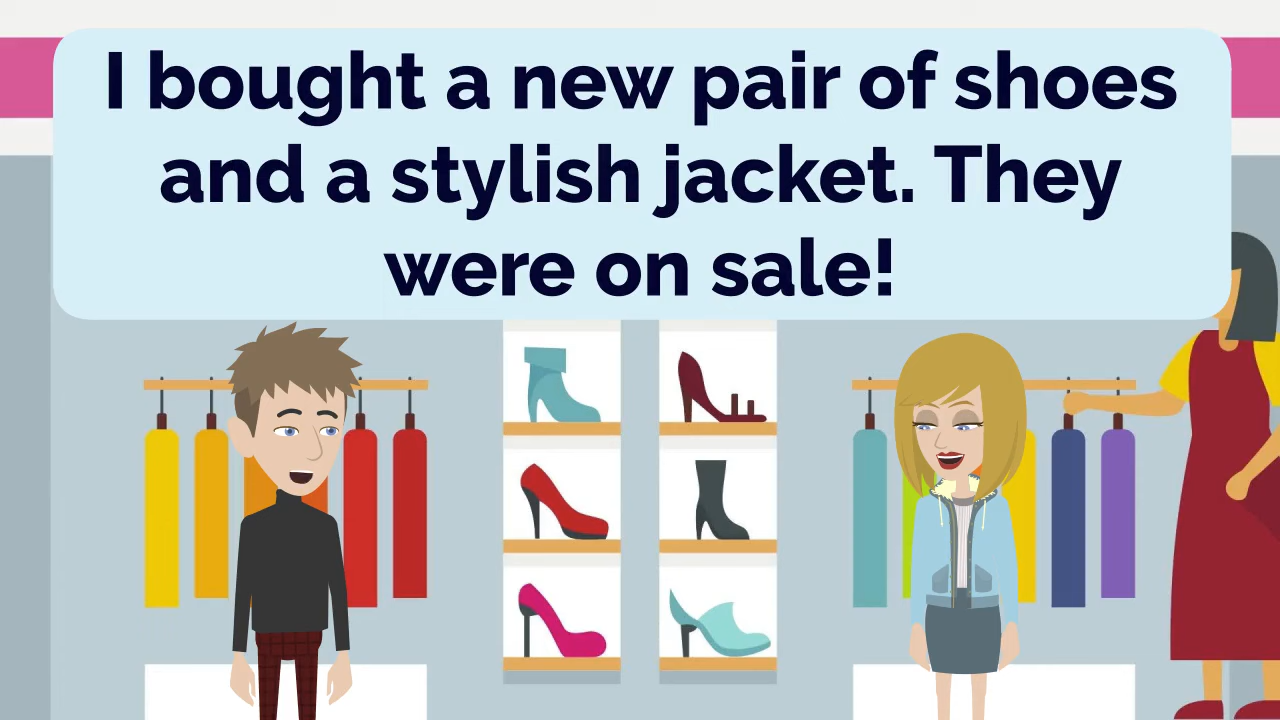 I bought a new pair of shoes
and a stylish jacket. They
were on sale!